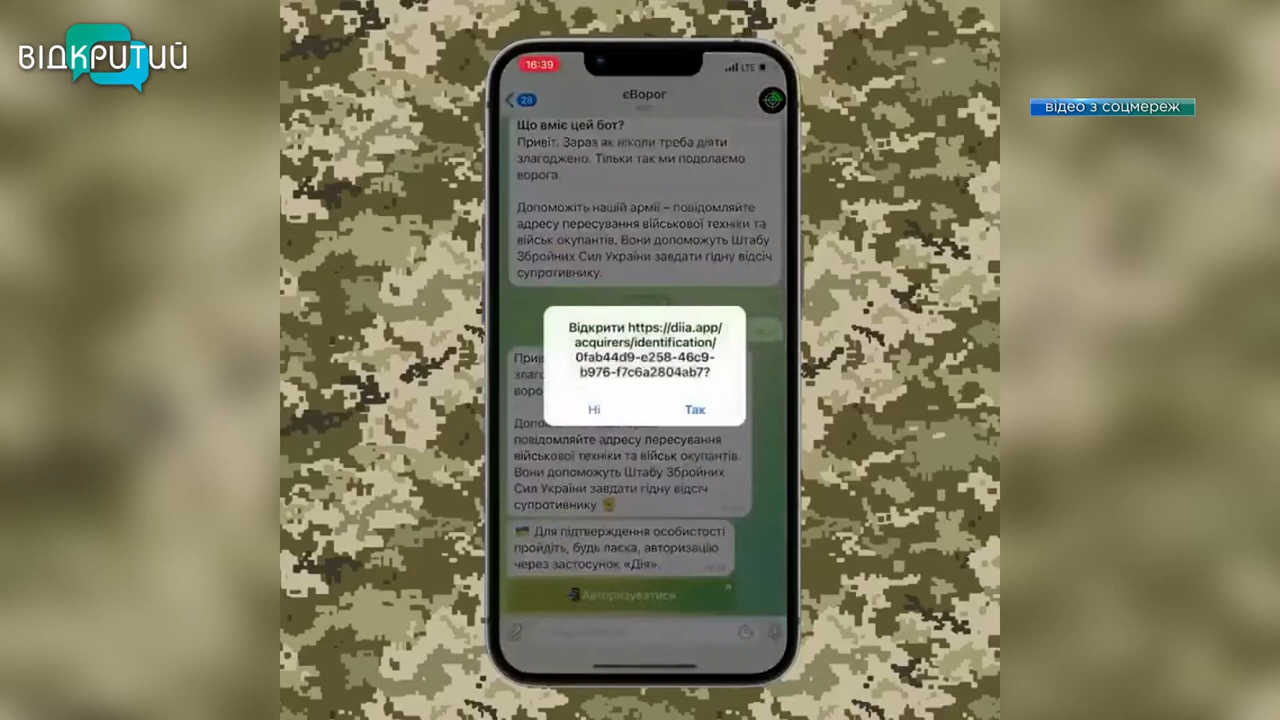 ВІДКРИТИЙ
відео з соцмереж
16:39
LTE
28
єВорог
Що вміє цей бот?
Привіт. Зараз як ніколи треба діяти
злагоджено. Тільки так ми подолаємо
ворога.
Допоможіть нашій армії – повідомляйте
адресу пересування військової техніки та
військ окупантів. Вони допоможуть Штабу
Збройних Сил України завдати гідну відсіч
супротивнику.
Відкрити https://diia.app/
acquirers/identification/
0fab44d9-e258-46c9-
b976-f7c6a2804ab7?
Ні Так
повідомляйте адресу пересування
військової техніки та військ окупантів.
Вони допоможуть Штабу Збройних
Сил України завдати гідну відсіч
супротивнику
Для підтвердження особистості
пройдіть, будь ласка, авторизацію
через застосунок «Дія».
Авторизуватися